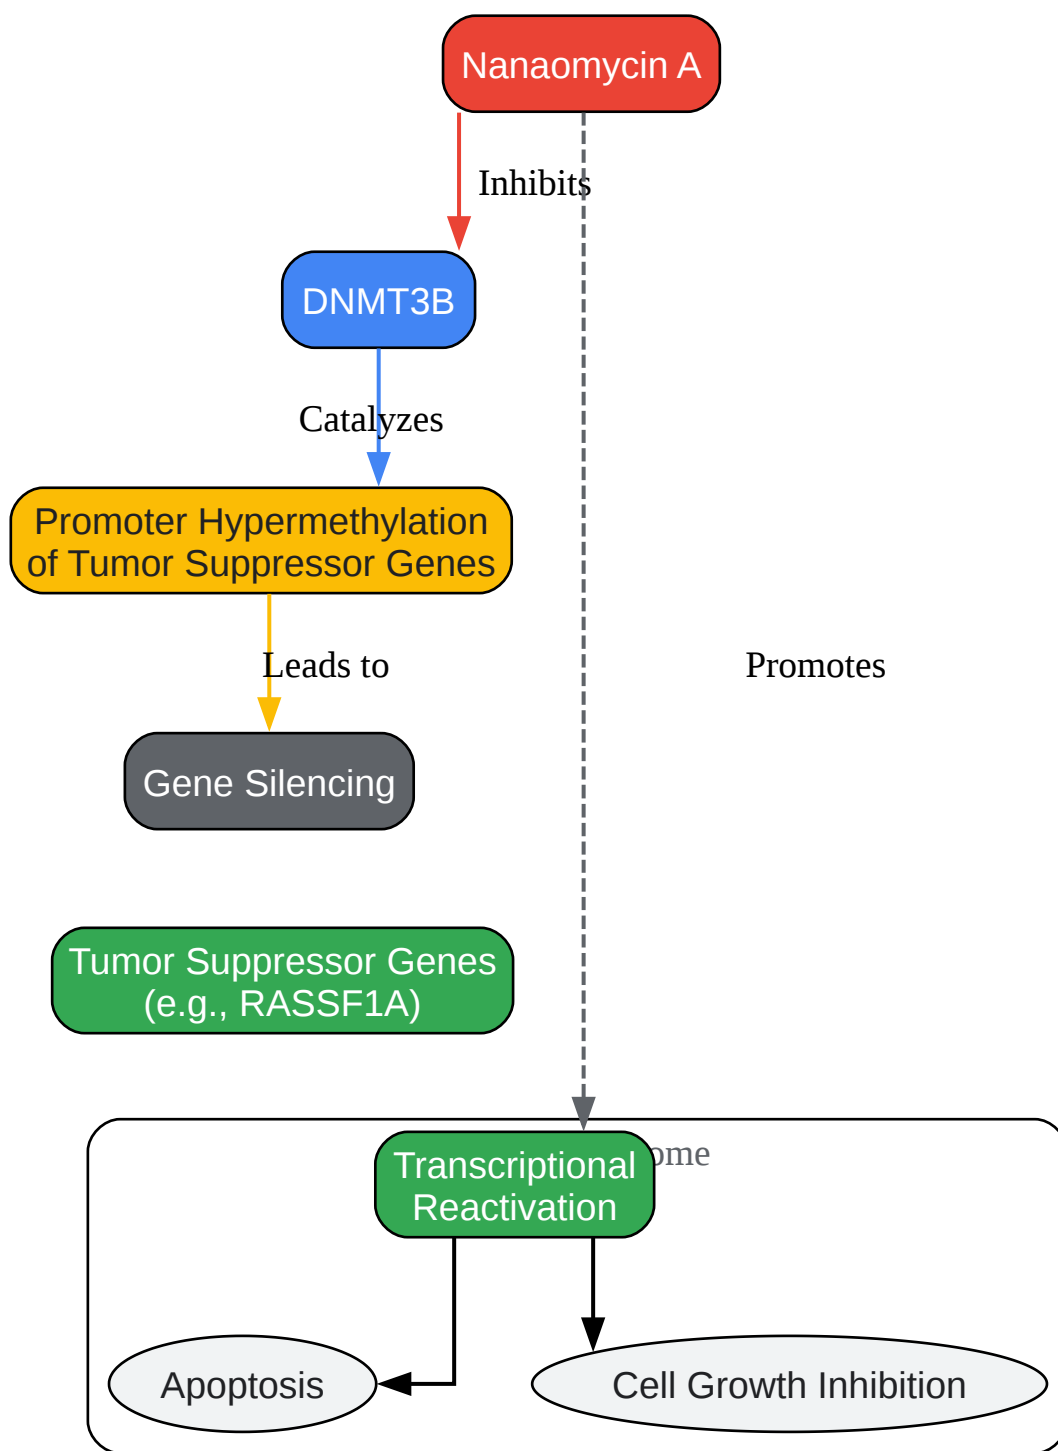 Nanaomycin A
Inhibits
DNMT3B
Catalyzes
Promoter Hypermethylation
of Tumor Suppressor Genes
Leads to
Promotes
Gene Silencing
Tumor Suppressor Genes
(e.g., RASSF1A)
Transcriptional
Reactivation
Apoptosis
Cell Growth Inhibition